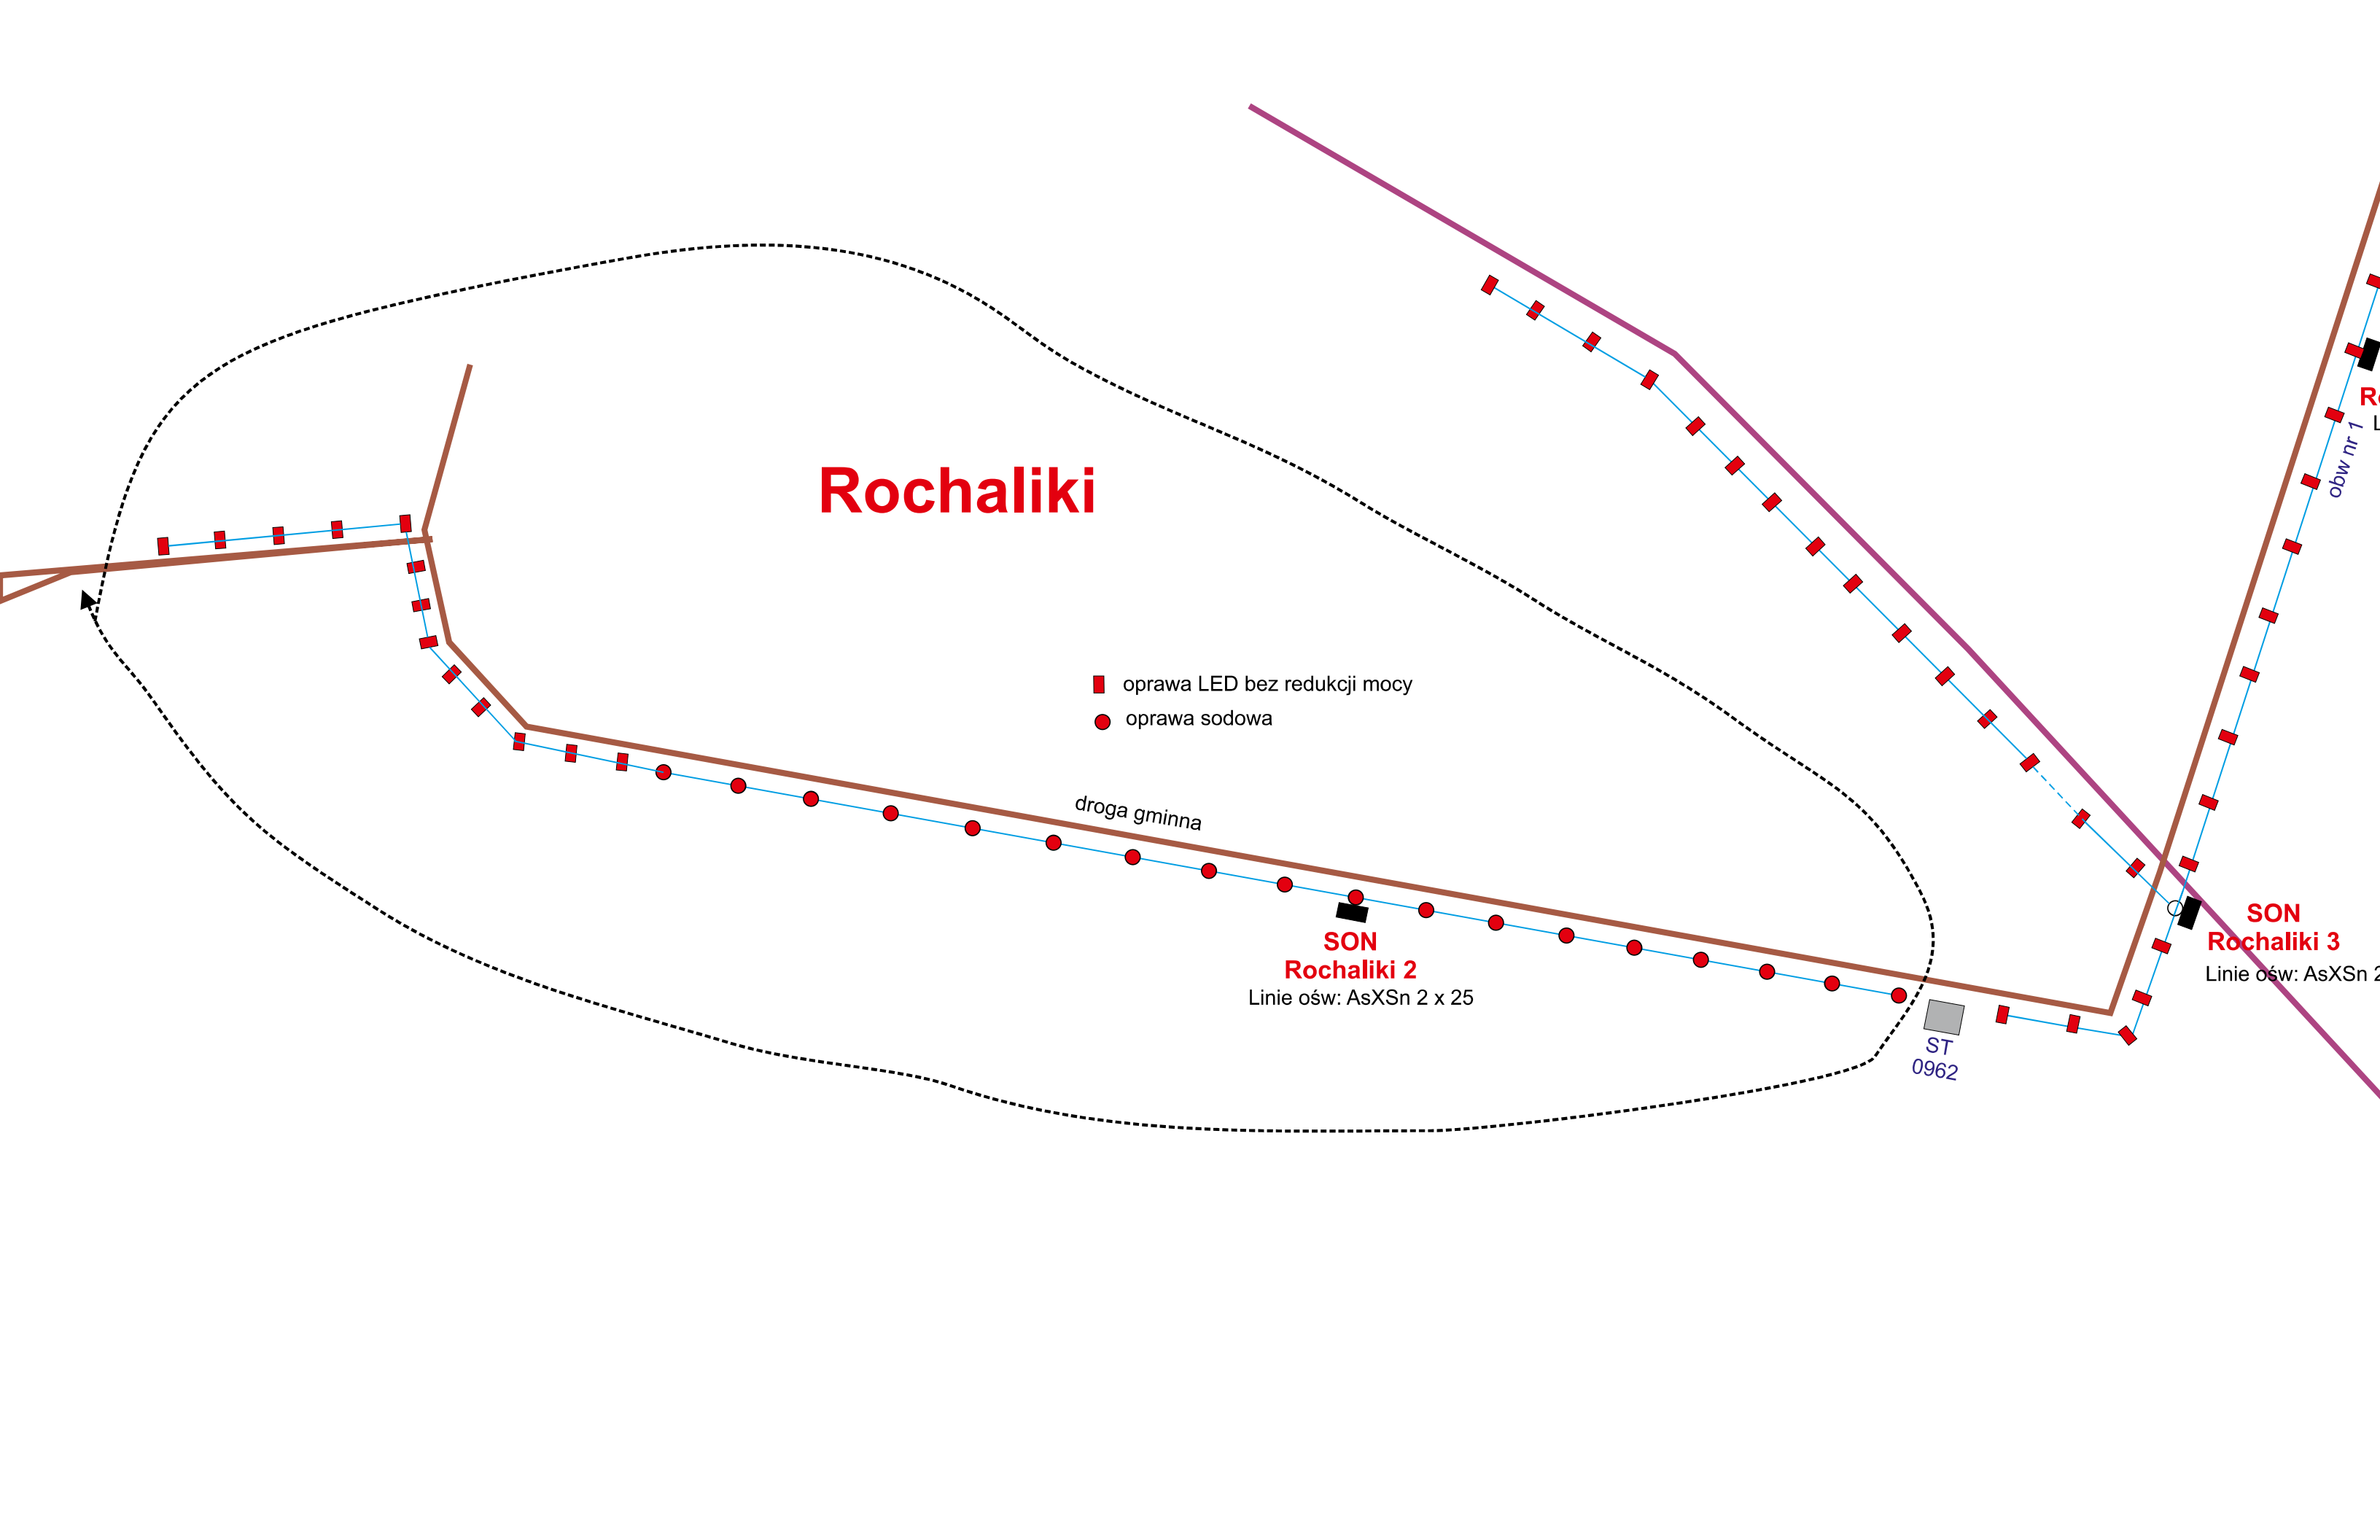 Rochaliki
oprawa LED bez redukcji mocy
oprawa sodowa
droga gminna
obw nr 1
SON
Rochaliki 2
Linie ośw: AsXSn 2 x 25
SON
Rochaliki 3
Linie ośw: AsXSn 2
ST
0962